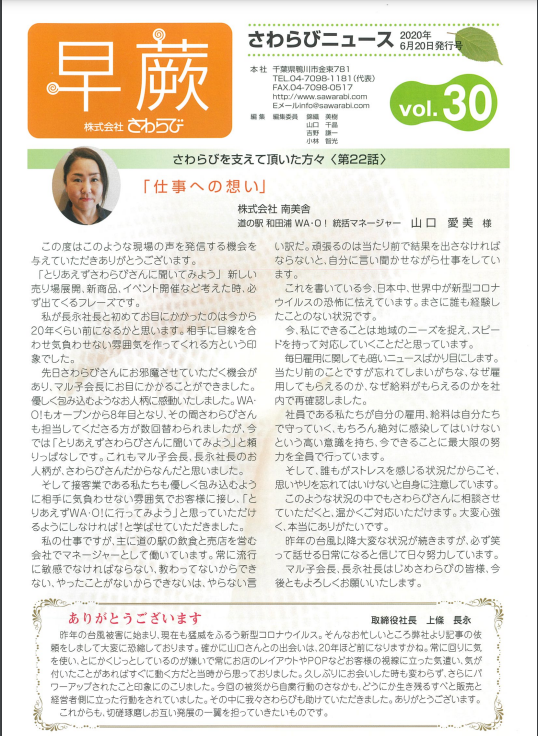 早蕨
株式会社 さわらび
さわらびニュース
2020年
6月20日発行号
本 社 千葉県鴨川市金束781
TEL.04-7098-1181(代表)
FAX.04-7098-0517
http://www.sawarabi.com
Eメールinfo@sawarabi.com
編 集 編集委員 錦織 美樹
山口 千晶
吉野 謙一
小林 智光
vol.30
さわらびを支えて頂いた方々〈第22話〉
「仕事への想い」
株式会社 南美舎
道の駅 和田浦 WA・O! 統括マネージャー 山口 愛美 様
この度はこのような現場の声を発信する機会を
与えていただきありがとうございます。
「とりあえずさわらびさんに聞いてみよう」 新しい
売り場展開、新商品、イベント開催など考えた時、必
ず出てくるフレーズです。
私が長永社長と初めてお目にかかったのは今から
20年くらい前になるかと思います。相手に目線を合
わせ気負わせない雰囲気を作ってくれる方という印
象でした。
先日さわらびさんにお邪魔させていただく機会が
あり、マル子会長にお目にかかることができました。
優しく包み込むようなお人柄に感動いたしました。WA・
O!もオープンから8年目となり、その間さわらびさん
も担当してくださる方が数回替わられましたが、今
では「とりあえずさわらびさんに聞いてみよう」と頼
りっぱなしです。これもマル子会長、長永社長のお
人柄が、さわらびさんだからなんだと思いました。
そして接客業である私たちも優しく包み込むよう
に相手に気負わせない雰囲気でお客様に接し、「と
りあえずWA・O!に行ってみよう」と思っていただけ
るようにしなければ!と学ばせていただきました。
私の仕事ですが、主に道の駅の飲食と売店を営む
会社でマネージャーとして働いています。常に流行
に敏感でなければならない、教わってないからでき
ない、やったことがないからできないは、やらない言
い訳だ。頑張るのは当たり前で結果を出さなければ
ならないと、自分に言い聞かせながら仕事をしてい
ます。
これを書いている今、日本中、世界中が新型コロナ
ウイルスの恐怖に怯えています。まさに誰も経験し
たことのない状況です。
今、私にできることは地域のニーズを捉え、スピー
ドを持って対応していくことだと思っています。
毎日雇用に関しても暗いニュースばかり目にします。
当たり前のことですが忘れてしまいがちな、なぜ雇
用してもらえるのか、なぜ給料がもらえるのかを社
内で再確認しました。
社員である私たちが自分の雇用、給料は自分たち
で守っていく、もちろん絶対に感染してはいけない
という高い意識を持ち、今できることに最大限の努
力を全員で行っています。
そして、誰もがストレスを感じる状況だからこそ、
思いやりを忘れてはいけないと自身に注意しています。
このような状況の中でもさわらびさんに相談させ
ていただくと、温かくご対応いただけます。大変心強
く、本当にありがたいです。
昨年の台風以降大変な状況が続きますが、必ず笑
って話せる日常になると信じて日々努力しています。
マル子会長、長永社長はじめさわらびの皆様、今
後ともよろしくお願いいたします。
ありがとうございます
取締役社長 上條 長永
昨年の台風被害に始まり、現在も猛威をふるう新型コロナウイルス。そんなお忙しいところ弊社より記事の依
頼をしまして大変に恐縮しております。確かに山口さんとの出会いは、20年ほど前になりますかね。常に回りに気
を使い、とにかくじっとしているのが嫌いで常にお店のレイアウトやPOPなどお客様の視線に立った気遣い、気が
付いたことがあればすぐに動く方だと当時から思っておりました。久しぶりにお会いした時も変わらず、さらにパ
ワーアップされたこと印象にのこりました。今回の被災から自粛行動のさなかも、どうにか生き残るすべと販売と
経営者側に立った行動をされていました。その中に我々さわらびも助けていただきました。ありがとうございます。
これからも、切磋琢磨しお互い発展の一翼を担っていきたいものです。